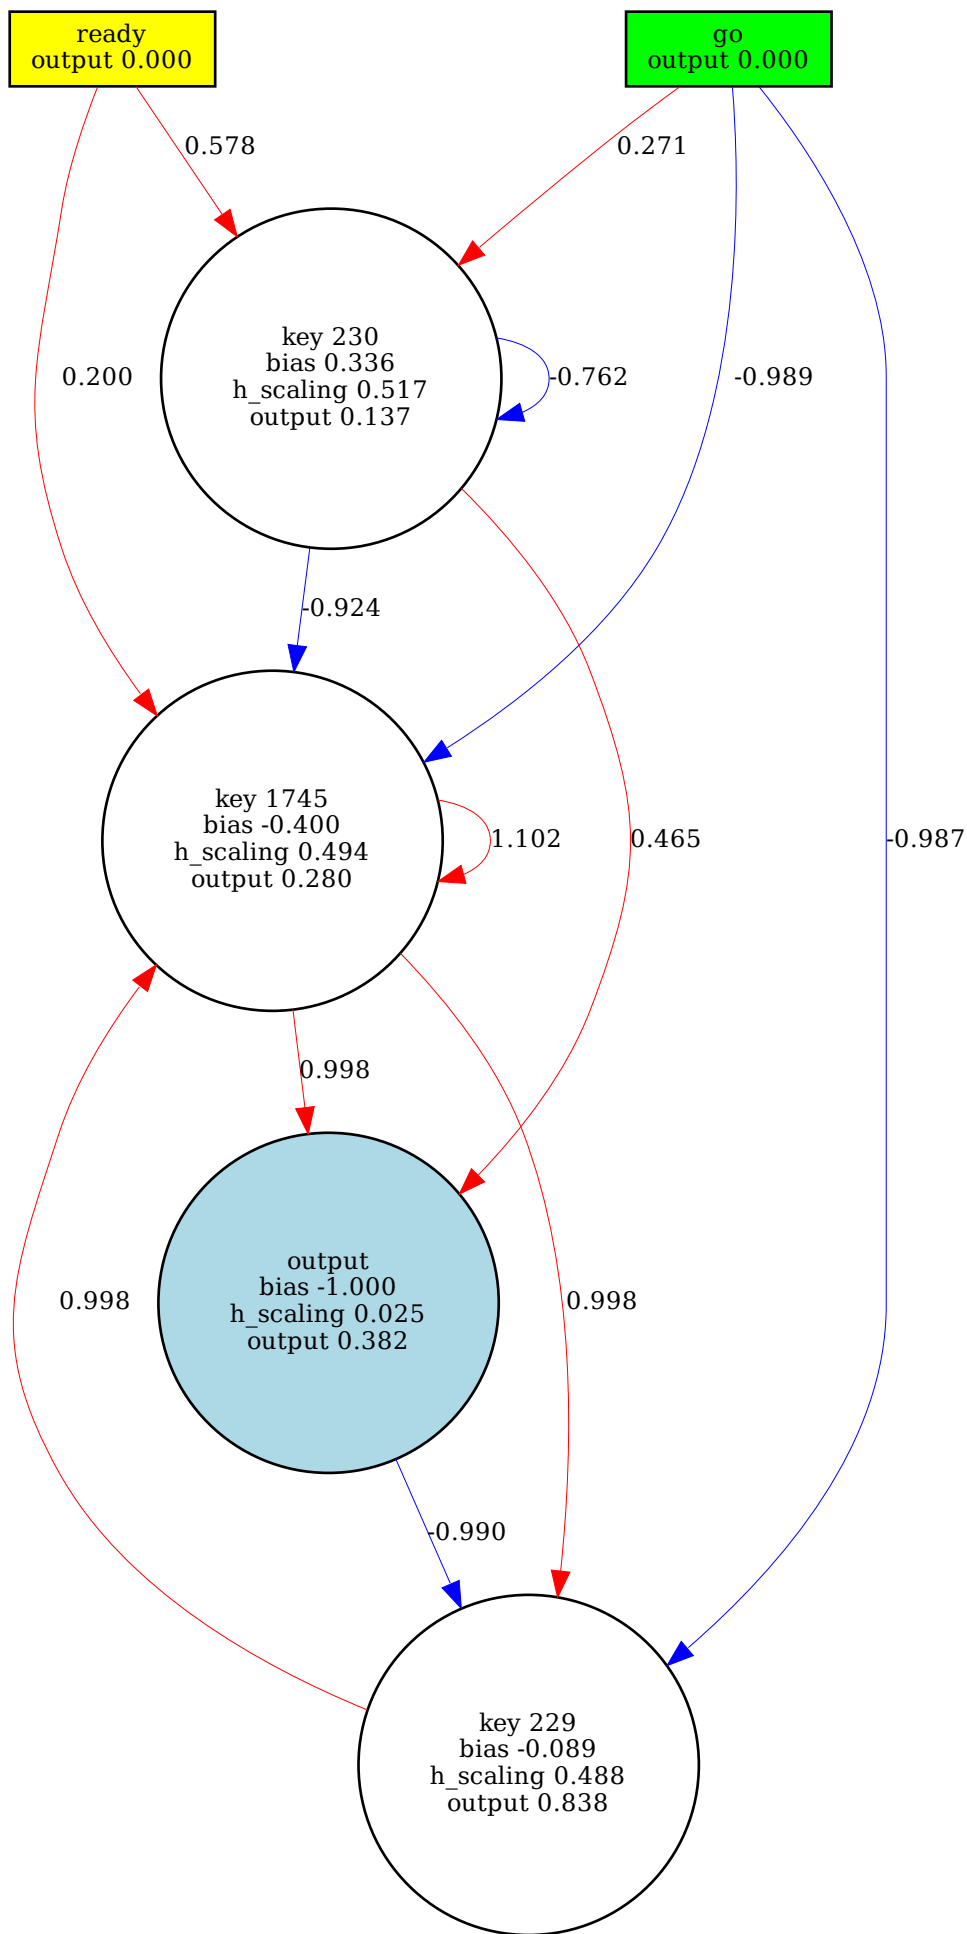 ready
output 0.000
go
output 0.000
0.578
0.271
key 230
bias 0.336
h_scaling 0.517
output 0.137
0.200
-0.762
-0.989
-0.924
key 1745
bias -0.400
h_scaling 0.494
output 0.280
1.102
0.465
-0.987
0.998
output
bias -1.000
h_scaling 0.025
output 0.382
0.998
0.998
-0.990
key 229
bias -0.089
h_scaling 0.488
output 0.838